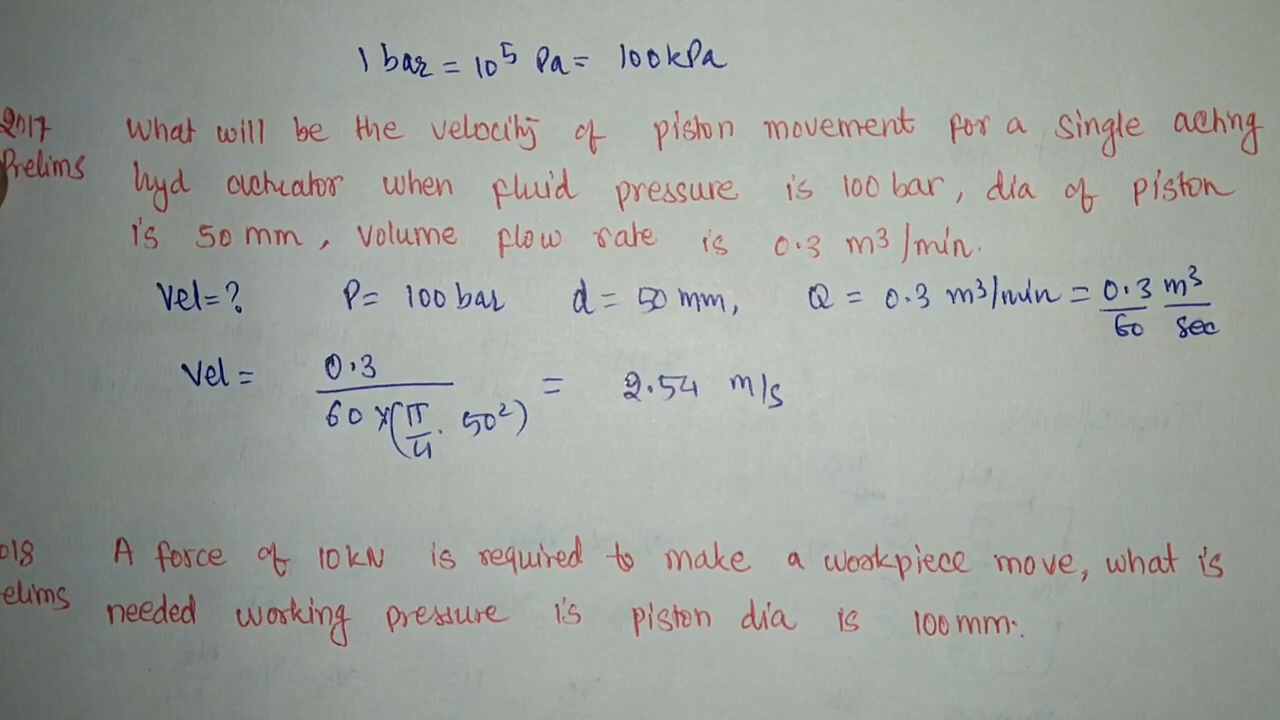 1 bar = 10⁵ Pa = 100kPa
2017 What will be the velocity of piston movement for a single acting
Prelims hyd actuator when fluid pressure is 100 bar, dia of piston
is 50 mm, volume flow rate is 0.3 m³/min.
Vel=? P= 100 bar d = 50 mm, Q = 0.3 m³/min = 0.3/60 m³/sec
Vel = 0.3/(60 × (π/4 . 50²)) = 2.54 m/s
018 A force of 10KN is required to make a workpiece move, what is
elims needed working pressure is piston dia is 100mm.